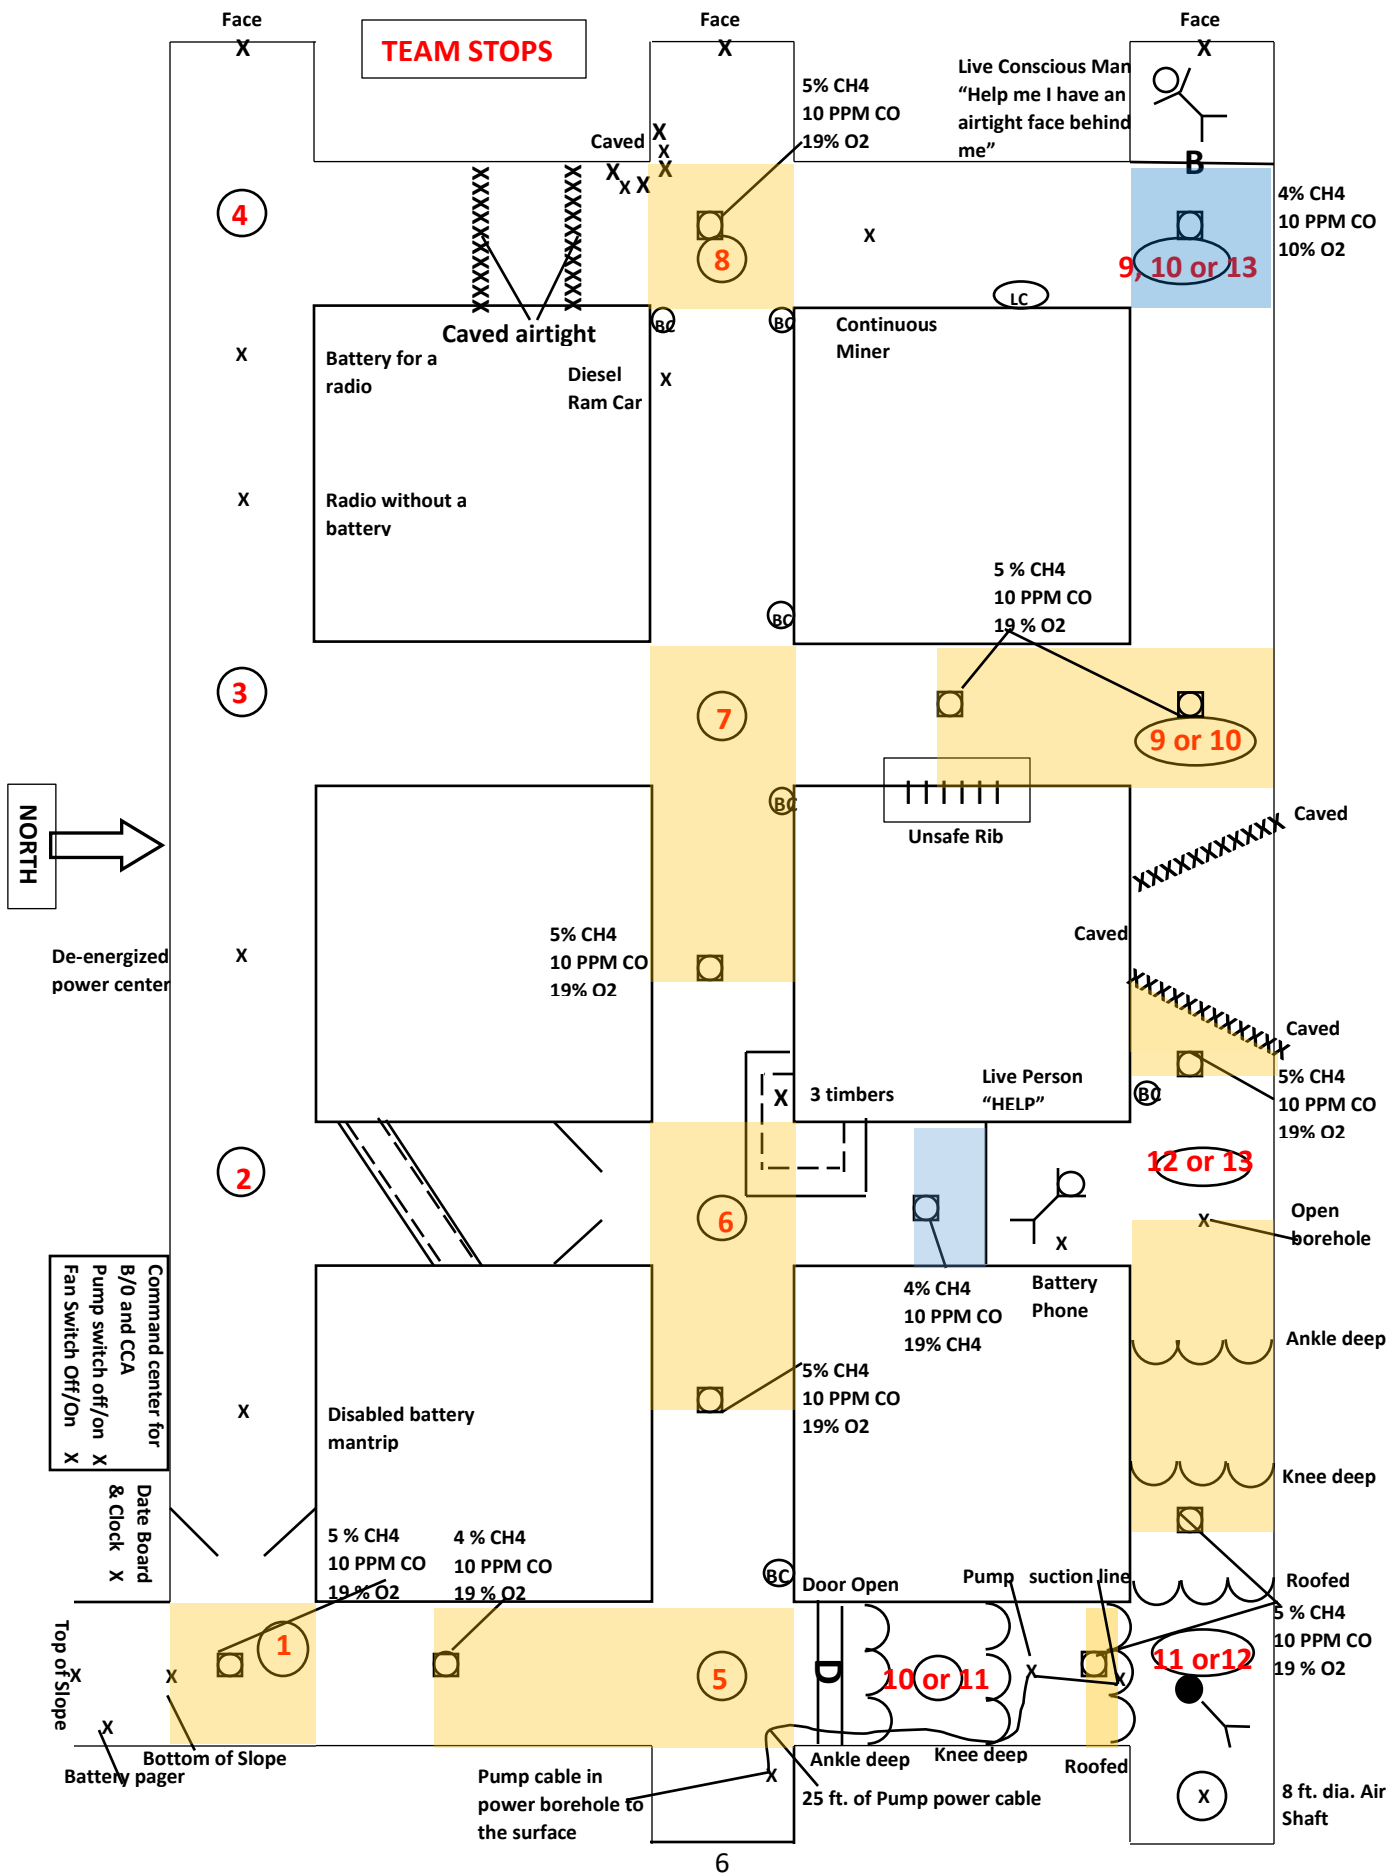 Face
Face
Face
X
X
X
TEAM STOPS
5% CH4
10 PPM CO
19% O2
Live Conscious Man
“Help me I have an
airtight face behind
me”
Caved
X
X
X
X
X
X
X
B
4% CH4
10 PPM CO
10% O2
4
8
X
9, 10 or 13
XXXXXXXXXX
XXXXXXXXXX
LC
BC
BC
Caved airtight
Continuous
Miner
X
Battery for a
radio
Diesel
Ram Car
X
X
Radio without a
battery
5 % CH4
10 PPM CO
19 % O2
BC
3
7
9 or 10
NORTH
BC
Unsafe Rib
Caved
XXXXXXXXXXX
De-energized
power center
X
5% CH4
10 PPM CO
19% O2
Caved
XXXXXXXXXXX
Caved
5% CH4
10 PPM CO
19% O2
X
3 timbers
Live Person
“HELP”
BC
2
6
12 or 13
X
X
Open
borehole
Command center for
B/0 and CCA
Pump switch off/on X
Fan Switch Off/On X
4% CH4
10 PPM CO
19% CH4
Battery
Phone
Ankle deep
5% CH4
10 PPM CO
19% O2
X
Disabled battery
mantrip
Knee deep
Date Board
& Clock X
5 % CH4
10 PPM CO
19 % O2
4 % CH4
10 PPM CO
19 % O2
BC
Door Open
Pump
suction line
Roofed
5 % CH4
10 PPM CO
19 % O2
Top of Slope
X
X
1
5
D
10 or 11
X
X
11 or12
X
Battery pager
Bottom of Slope
Ankle deep
Knee deep
Roofed
Pump cable in
power borehole to
the surface
X
25 ft. of Pump power cable
X
8 ft. dia. Air
Shaft
6